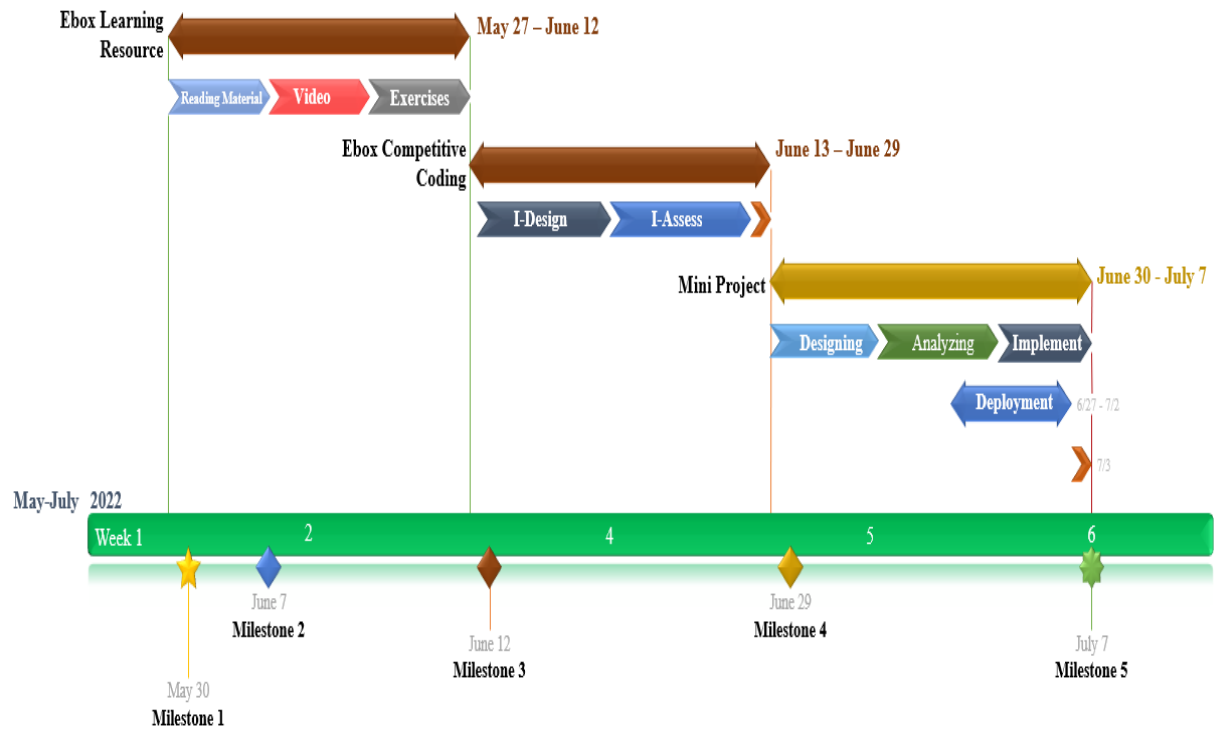 Ebox Learning
Resource
May 27 – June 12
Reading Material
Video
Exercises
Ebox Competitive
Coding
June 13 – June 29
I-Design
I-Assess
Mini Project
June 30 - July 7
Designing
Analyzing
Implement
Deployment
6/27 - 7/2
7/3
May-July 2022
Week 1
2
4
5
6
June 7
Milestone 2
June 29
Milestone 4
June 12
Milestone 3
July 7
Milestone 5
May 30
Milestone 1